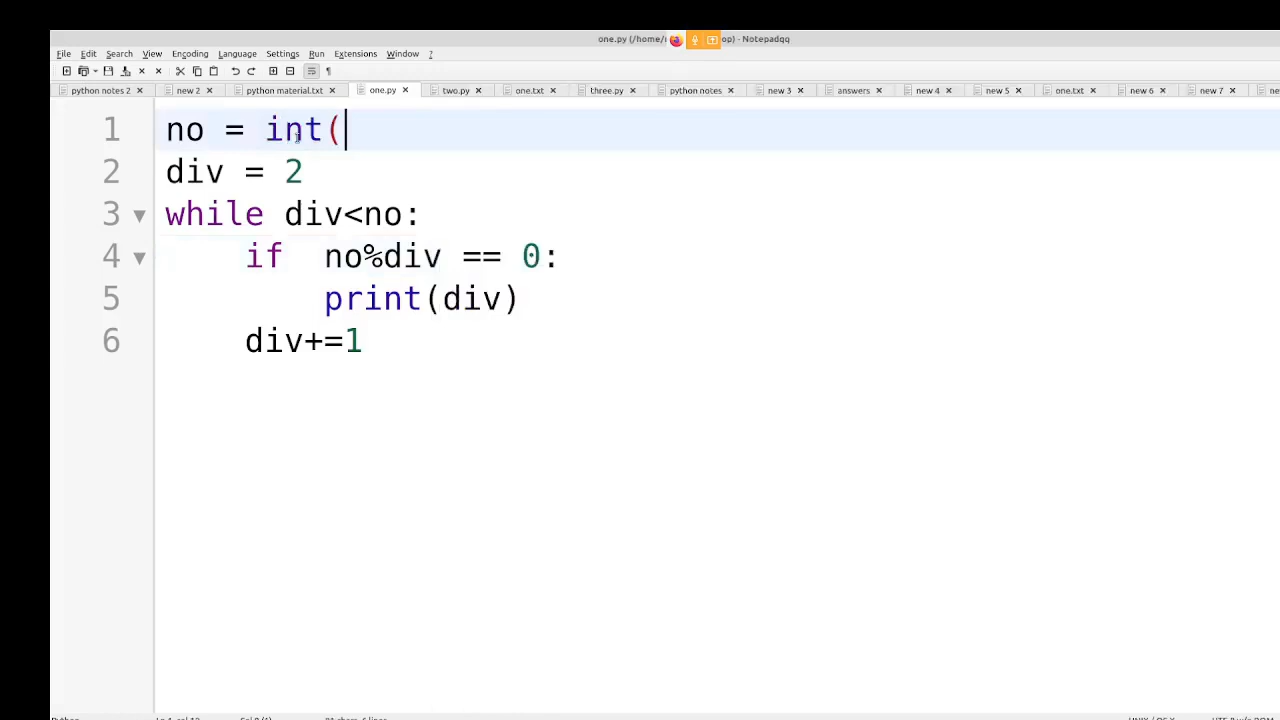 one.py (/home/ op) - Notepadqq
File Edit Search View Encoding Language Settings Run Extensions Window ?
python notes 2 new 2 python material.txt one.py two.py one.txt three.py python notes new 3 answers new 4 new 5 one.txt new 6 new 7
1 no = int(
2 div = 2
3 while div<no:
4 if no%div == 0:
5 print(div)
6 div+=1